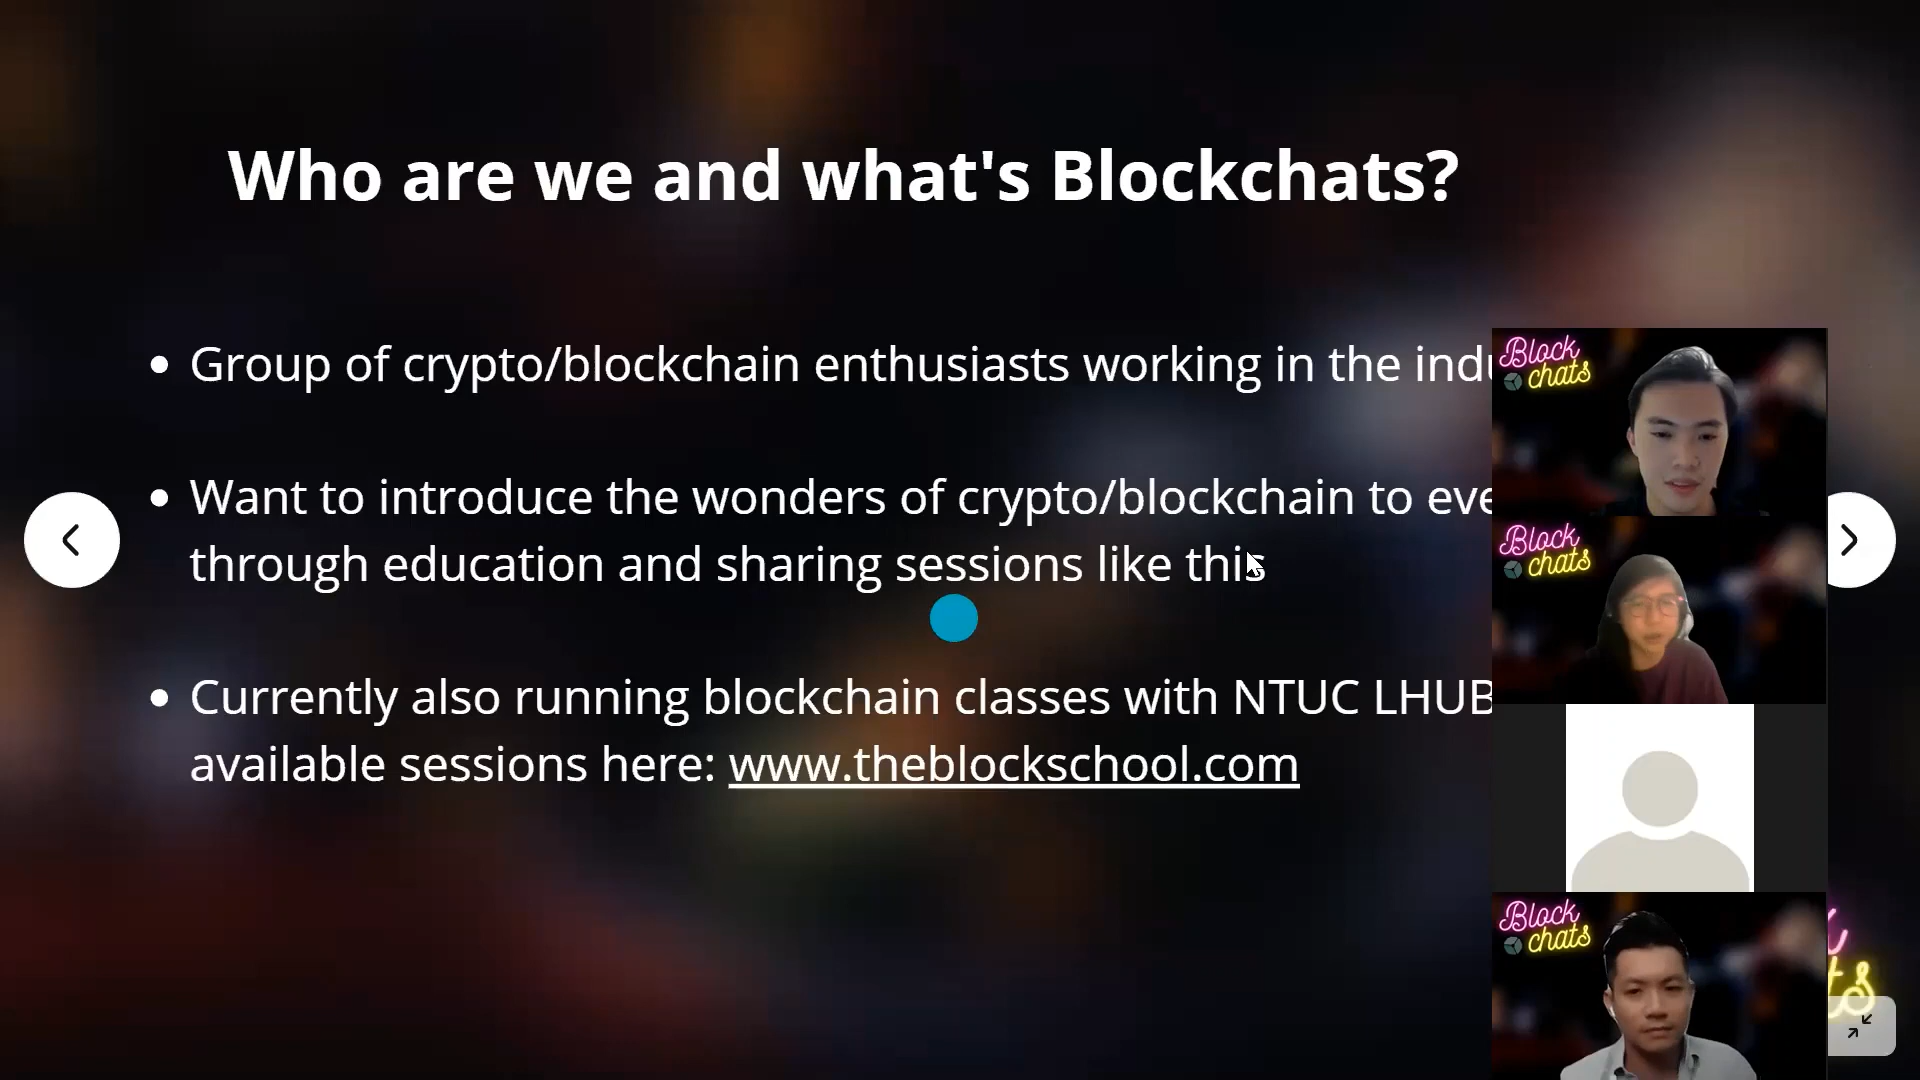 Who are we and what's Blockchats?
Group of crypto/blockchain enthusiasts working in the
Want to introduce the wonders of crypto/blockchain to
through education and sharing sessions like this
Currently also running blockchain classes with NTUC LHUB
available sessions here: www.theblockschool.com
Block
chats
Block
chats
Block
chats